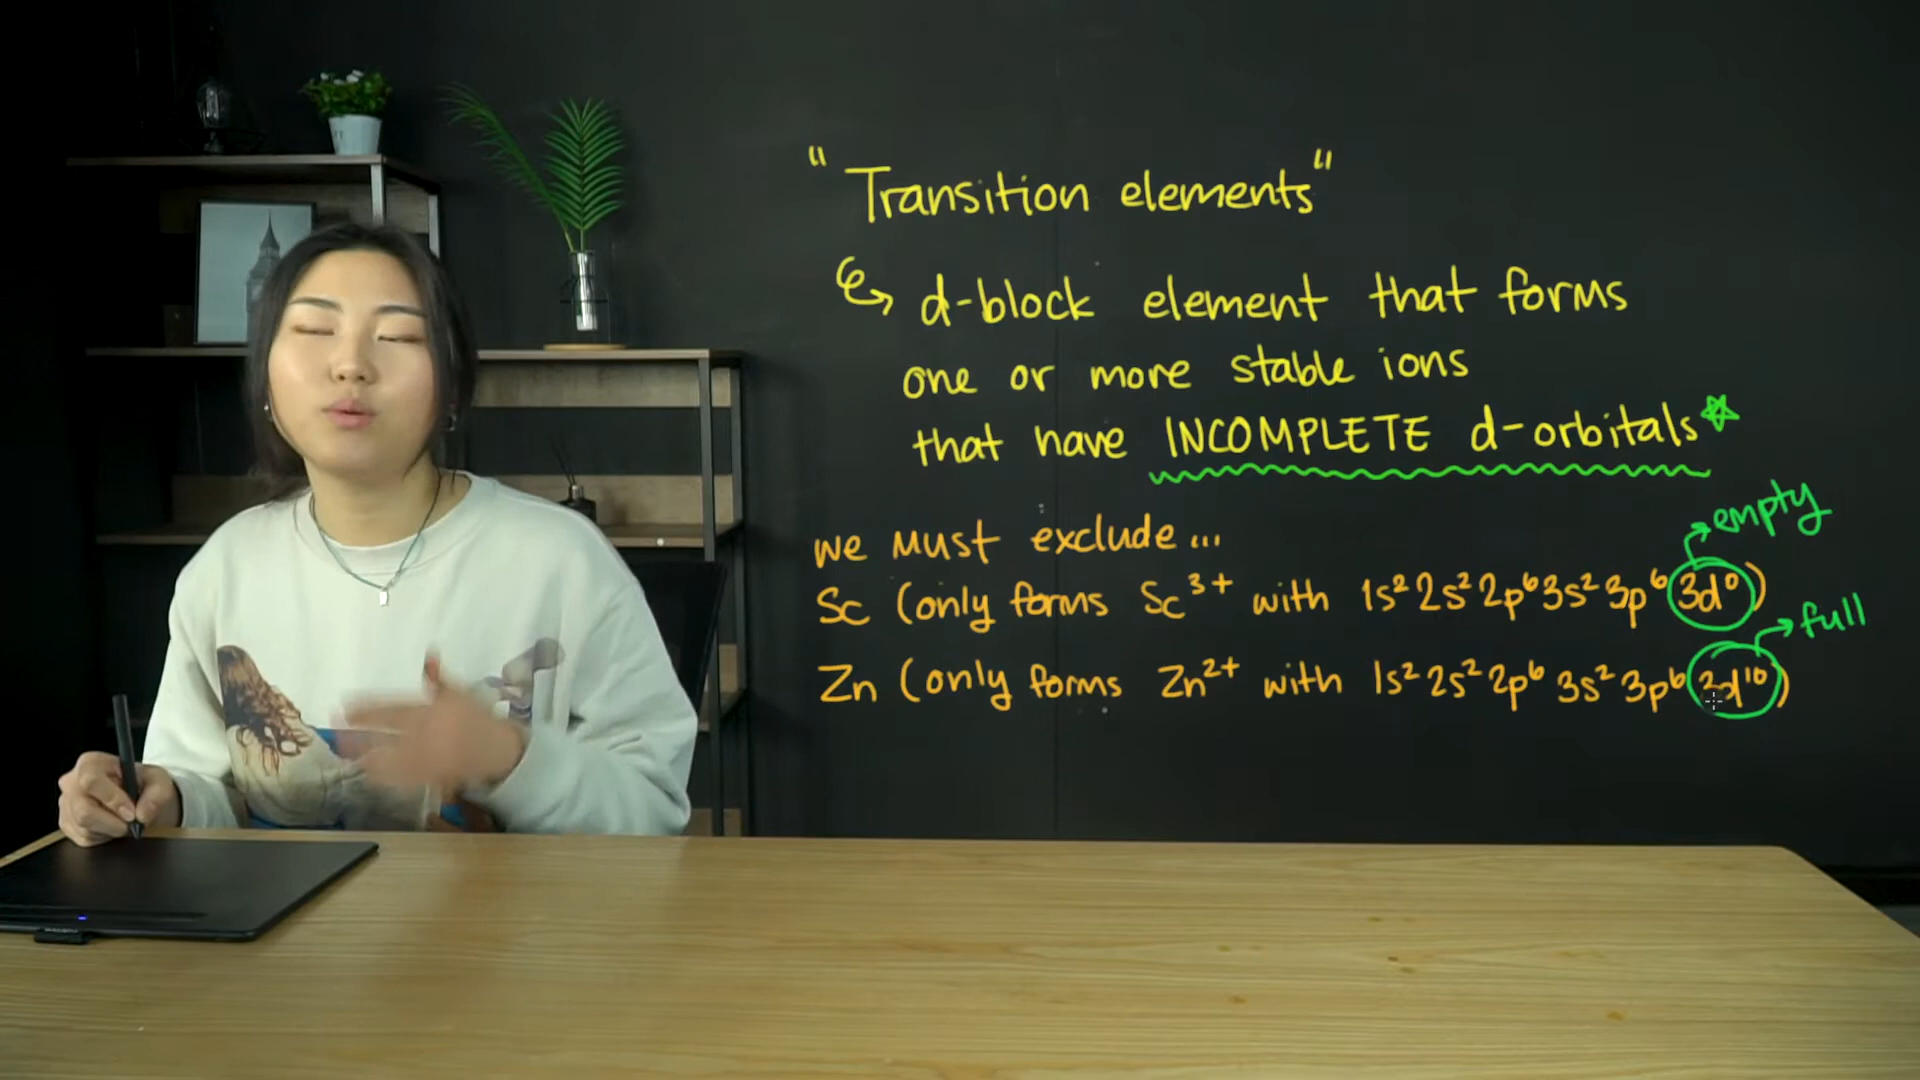 "Transition elements"
↪ d-block element that forms
one or more stable ions
that have INCOMPLETE d-orbitals*
→ empty
we must exclude...
Sc (only forms Sc³⁺ with 1s² 2s² 2p⁶ 3s² 3p⁶ 3d⁰)
→ full
Zn (only forms Zn²⁺ with 1s² 2s² 2p⁶ 3s² 3p⁶ 3d¹⁰)